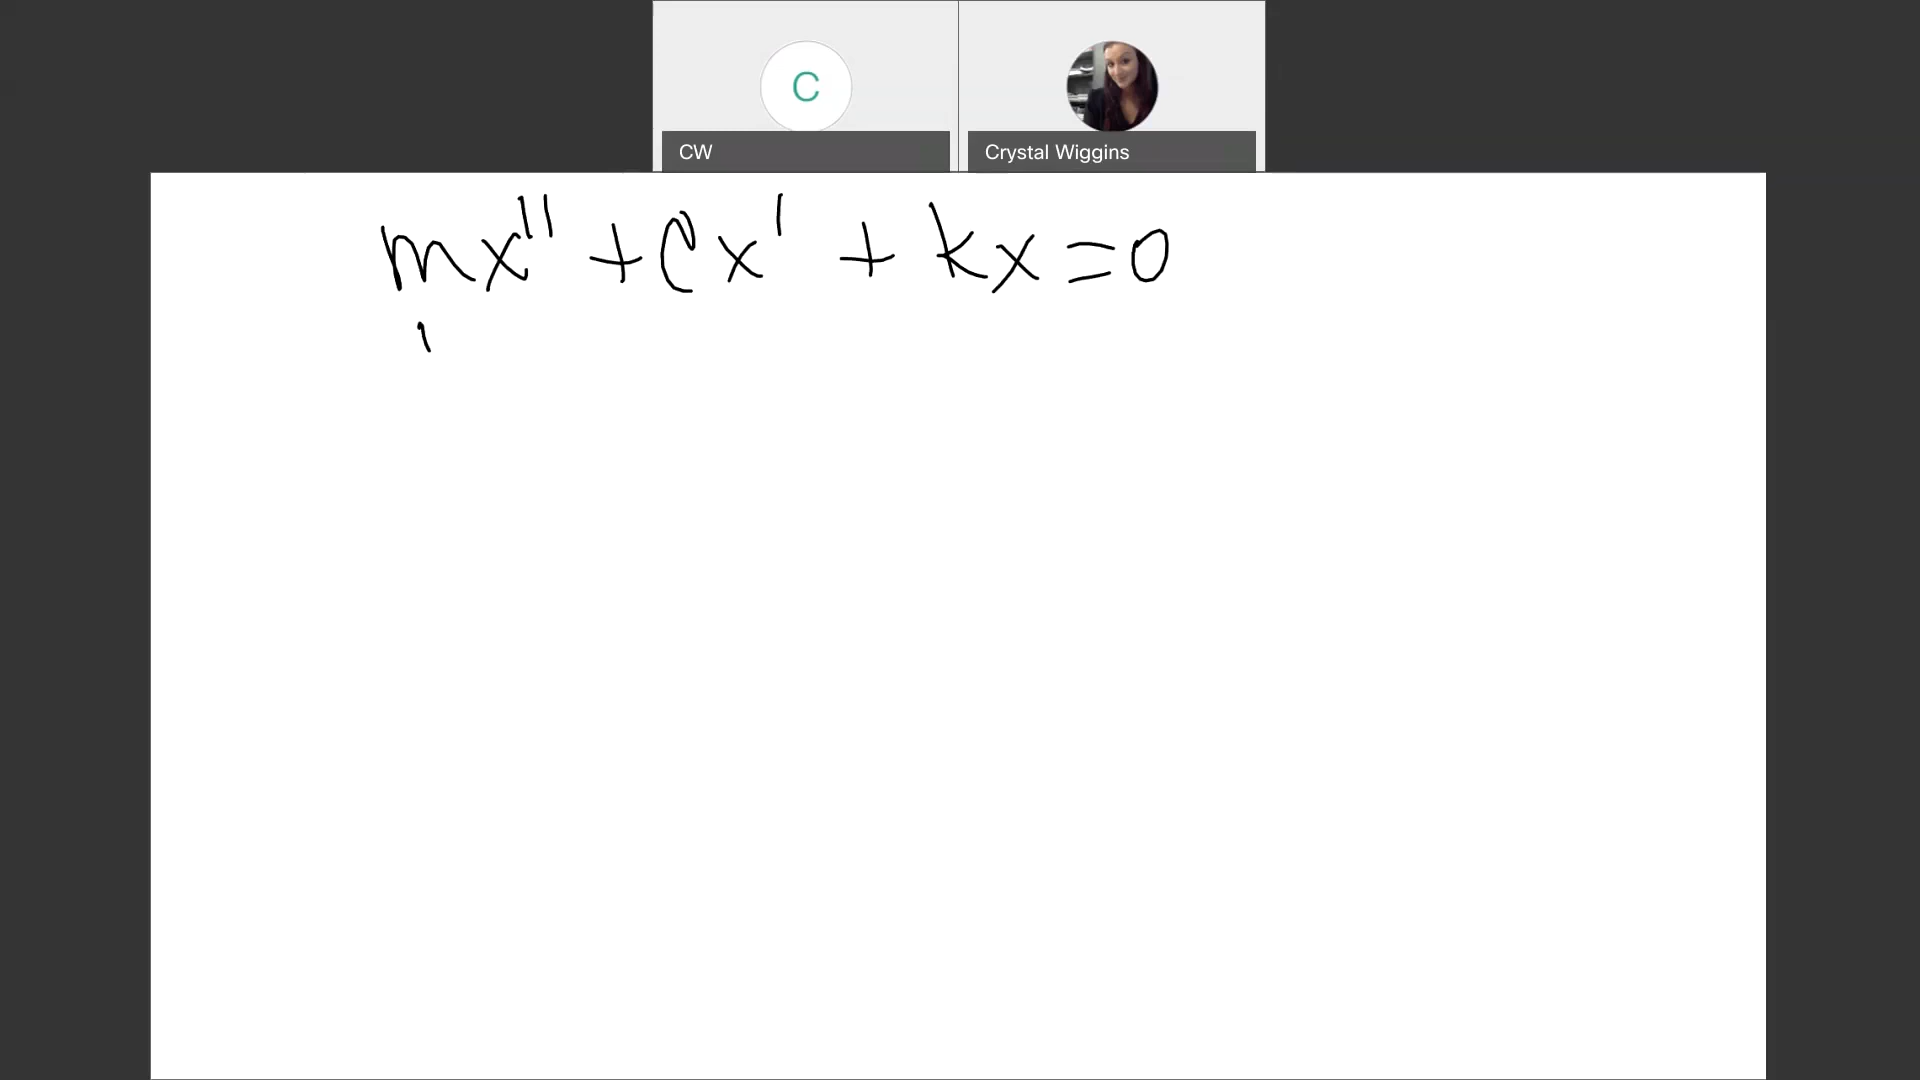 C
CW
Crystal Wiggins
mx'' + cx' + kx = 0